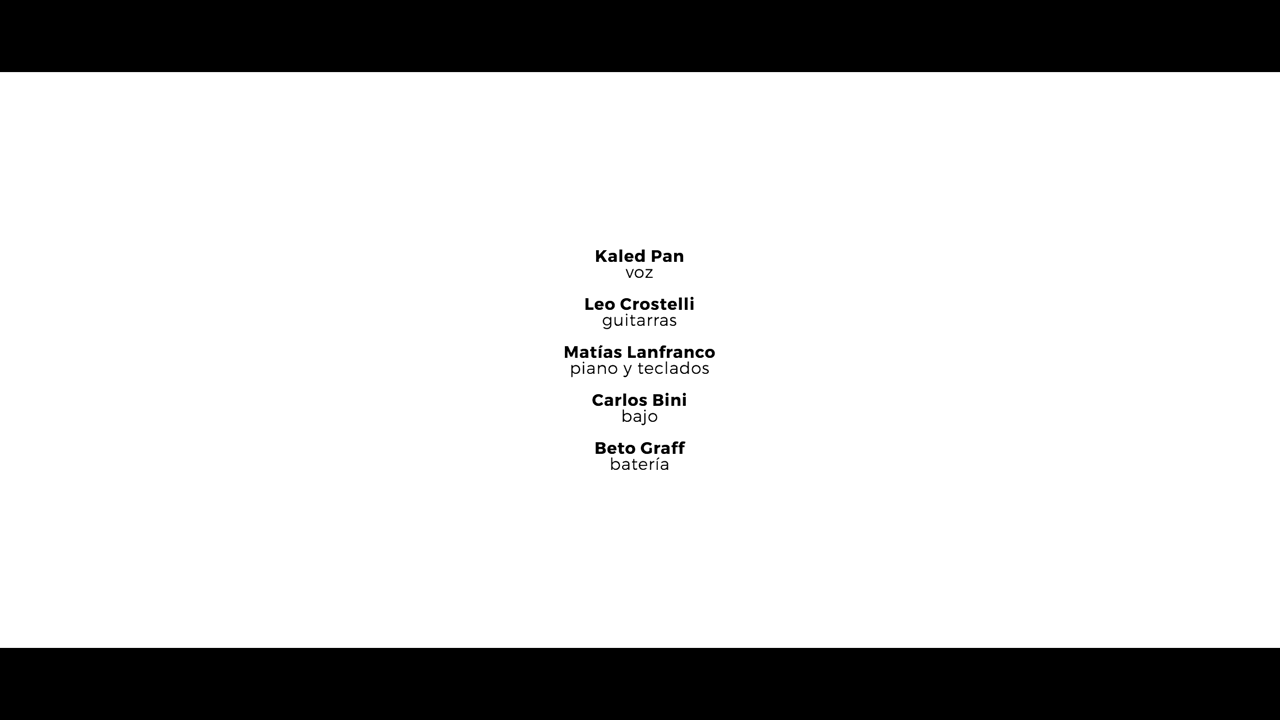 Kaled Pan
voz
Leo Crostelli
guitarras
Matías Lanfranco
piano y teclados
Carlos Bini
bajo
Beto Graff
batería